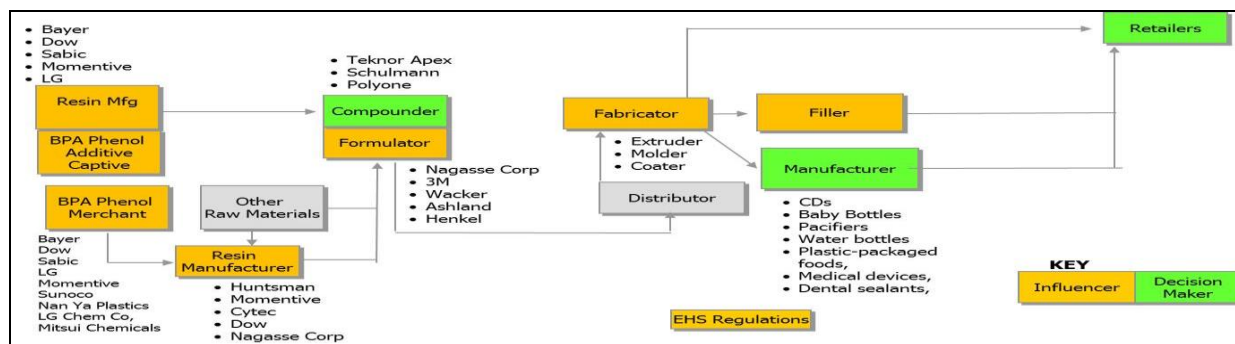 • Bayer
• Dow
• Sabic
• Momentive
• LG
Resin Mfg
BPA Phenol
Additive
Captive
BPA Phenol
Merchant
Bayer
Dow
Sabic
LG
Momentive
Sunoco
Nan Ya Plastics
LG Chem Co,
Mitsui Chemicals
Other
Raw Materials
Resin
Manufacturer
• Huntsman
• Momentive
• Cytec
• Dow
• Nagasse Corp
• Teknor Apex
• Schulmann
• Polyone
Compounder
Formulator
• Nagasse Corp
• 3M
• Wacker
• Ashland
• Henkel
Fabricator
• Extruder
• Molder
• Coater
Distributor
Filler
Manufacturer
• CDs
• Baby Bottles
• Pacifiers
• Water bottles
• Plastic-packaged
foods,
• Medical devices,
• Dental sealants,
EHS Regulations
Retailers
KEY
Influencer
Decision
Maker